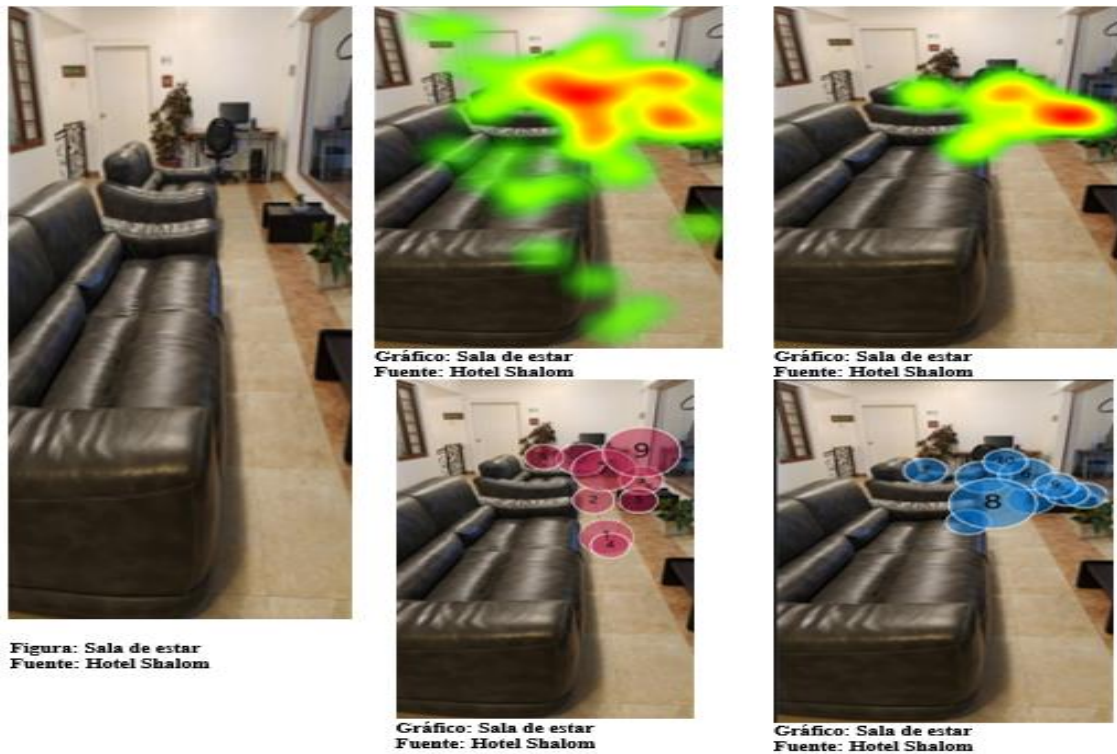 Gráfico: Sala de estar
Fuente: Hotel Shalom
Gráfico: Sala de estar
Fuente: Hotel Shalom
9
2
1
4
8
10
Figura: Sala de estar
Fuente: Hotel Shalom
Gráfico: Sala de estar
Fuente: Hotel Shalom
Gráfico: Sala de estar
Fuente: Hotel Shalom